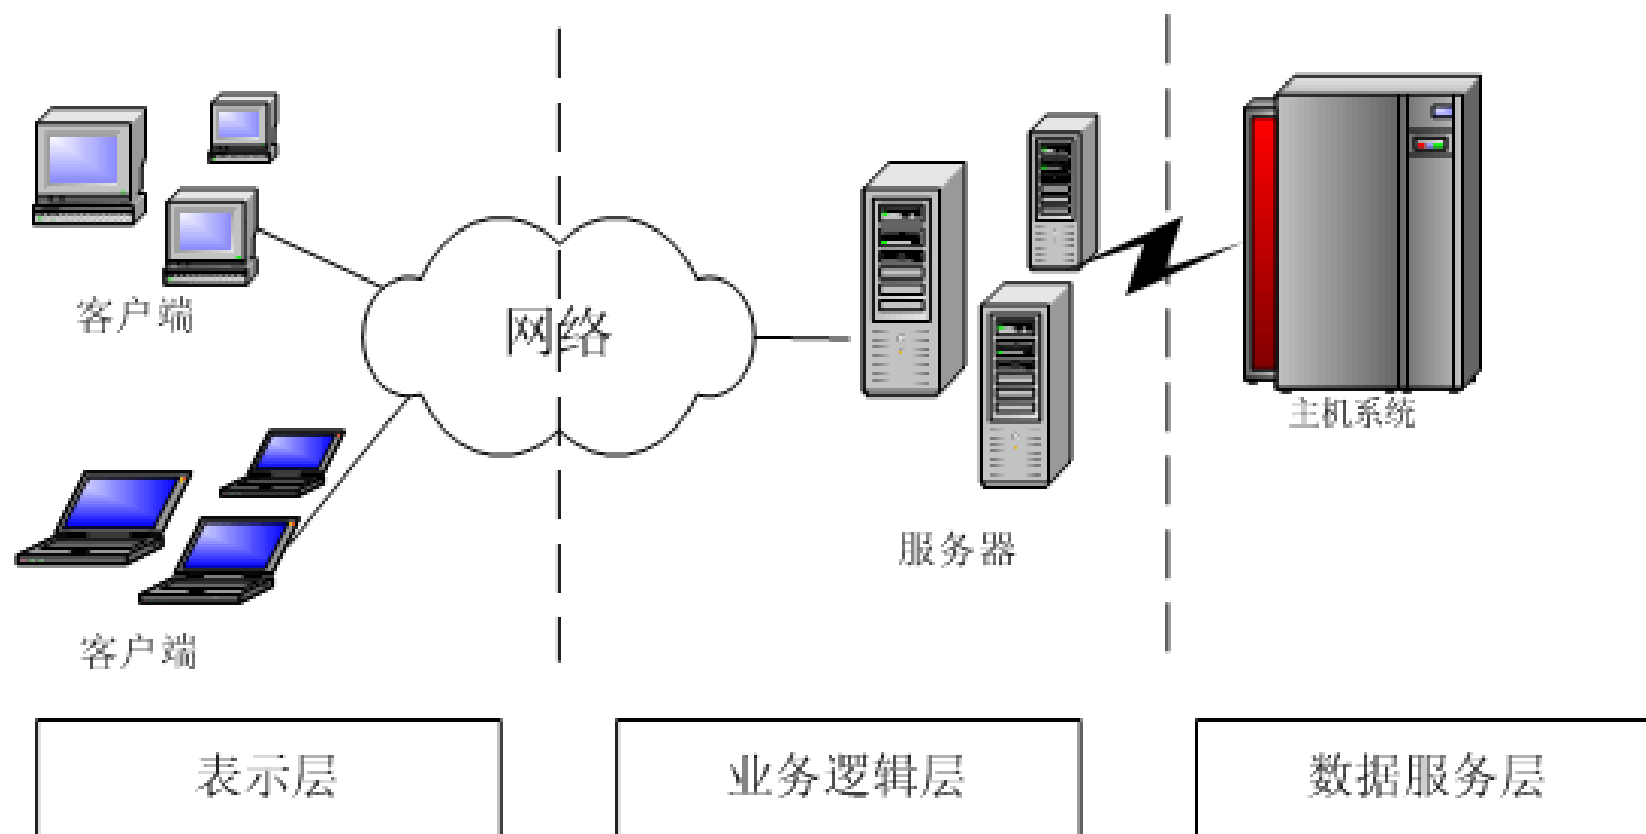 客户端
网络
主机系统
服务器
客户端
表示层
业务逻辑层
数据服务层